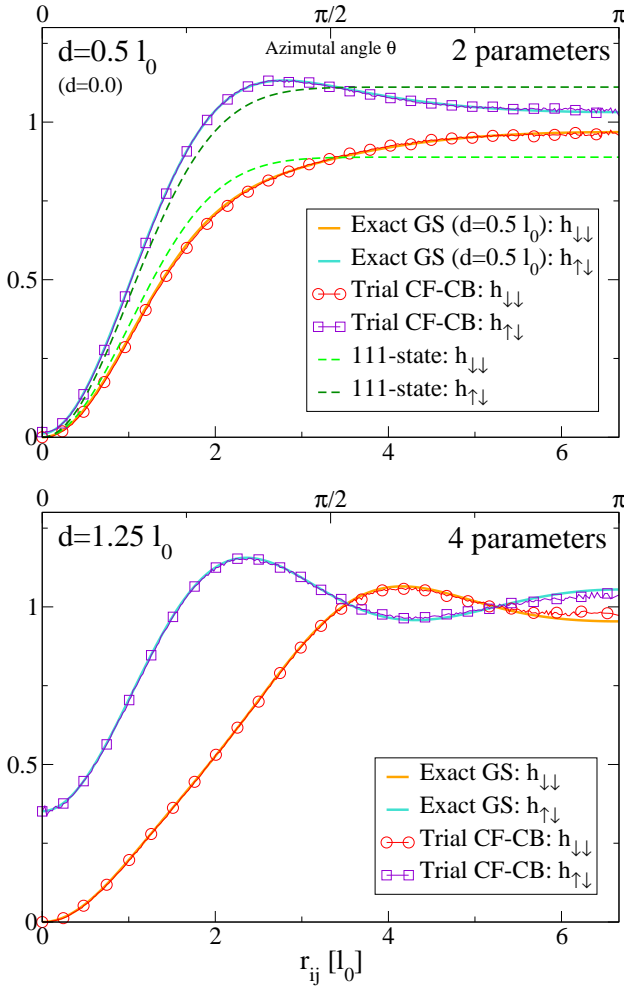 0 π/2 π
d=0.5 l₀ Azimutal angle θ 2 parameters
(d=0.0)
1
0.5
0
Exact GS (d=0.5 l₀): h↓↓
Exact GS (d=0.5 l₀): h↑↓
Trial CF-CB: h↓↓
Trial CF-CB: h↑↓
111-state: h↓↓
111-state: h↑↓
0 2 4 6
0 π/2 π
d=1.25 l₀ 4 parameters
1
0.5
0
Exact GS: h↓↓
Exact GS: h↑↓
Trial CF-CB: h↓↓
Trial CF-CB: h↑↓
0 2 4 6
r_ij [l₀]